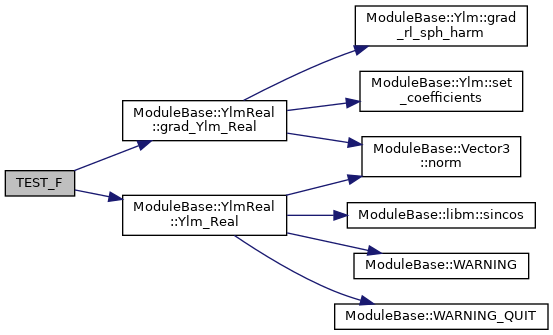 TEST_F
ModuleBase::YlmReal
::grad_Ylm_Real
ModuleBase::YlmReal
::Ylm_Real
ModuleBase::Ylm::grad
_rl_sph_harm
ModuleBase::Ylm::set
_coefficients
ModuleBase::Vector3
::norm
ModuleBase::libm::sincos
ModuleBase::WARNING
ModuleBase::WARNING_QUIT